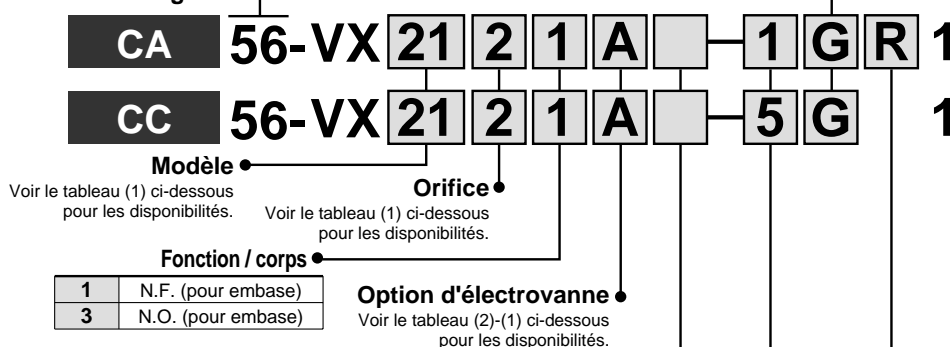 CA 56-VX 21 2 1 A - 1 G R 1
CC 56-VX 21 2 1 A - 5 G 1
Modèle
Voir le tableau (1) ci-dessous
pour les disponibilités.
Orifice
Voir le tableau (1) ci-dessous
pour les disponibilités.
Fonction / corps
1 N.F. (pour embase)
3 N.O. (pour embase)
Option d'électrovanne
Voir le tableau (2)-(1) ci-dessous
pour les disponibilités.